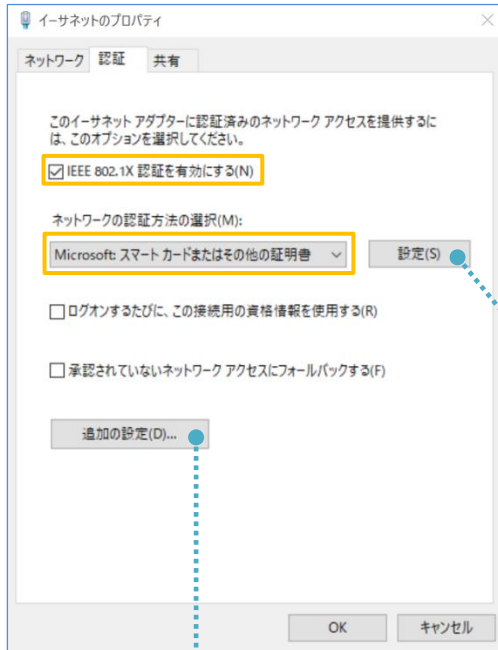 イーサネットのプロパティ
ネットワーク 認証 共有
このイーサネット アダプターに認証済みのネットワーク アクセスを提供するに
は、このオプションを選択してください。
IEEE 802.1X 認証を有効にする(N)
ネットワークの認証方法の選択(M):
Microsoft: スマート カードまたはその他の証明書 設定(S)
ログオンするたびに、この接続用の資格情報を使用する(R)
承認されていないネットワーク アクセスにフォールバックする(F)
追加の設定(D)...
OK キャンセル